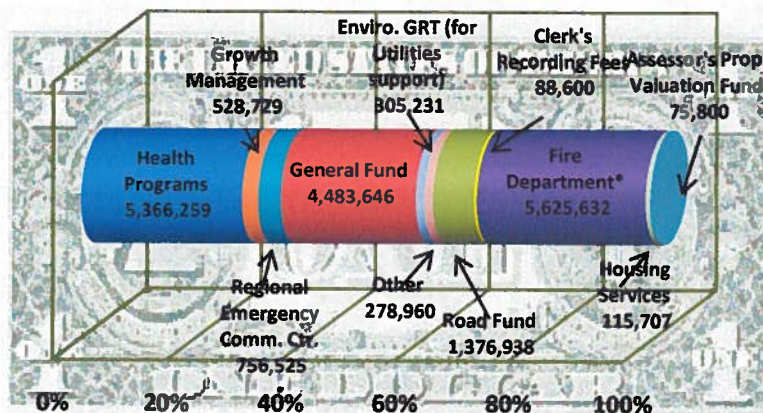 Growth
Management
528,729
Enviro. GRT (for
Utilities
support)
305,231
Clerk's
Recording Fees
88,600
Assessor's Prop
Valuation Fund
75,800
Health
Programs
5,366,259
General Fund
4,483,646
Fire
Department*
5,625,632
Regional
Emergency
Comm. Ctr.
756,525
Other
278,960
Road Fund
1,376,938
Housing
Services
115,707
0% 20% 40% 60% 80% 100%